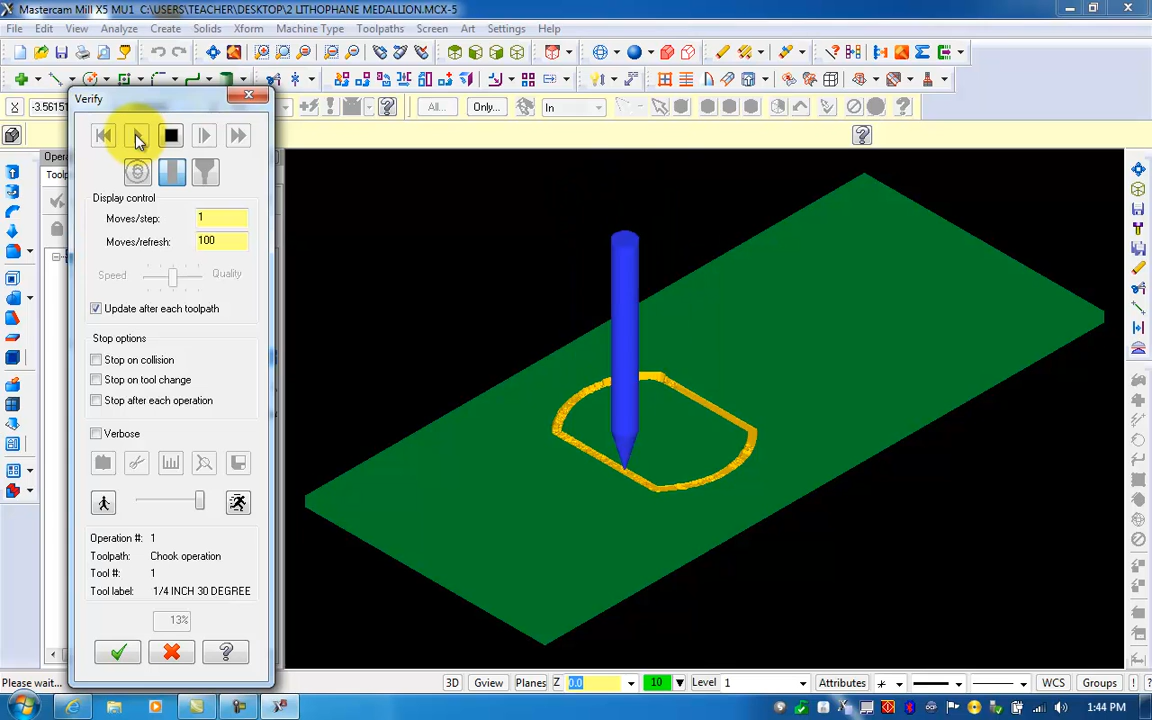 Mastercam Mill X5 MU1  C:\USERS\TEACHER\DESKTOP\2 LITHOPHANE MEDALLION.MCX-5
File Edit View Analyze Create Solids Xform Machine Type Toolpaths Screen Art Settings Help
-3.5615
All... Only... In
Verify
Opera
Toolp
Display control
Moves/step: 1
Moves/refresh: 100
Speed Quality
Update after each toolpath
Stop options
Stop on collision
Stop on tool change
Stop after each operation
Verbose
Operation #: 1
Toolpath: Chook operation
Tool #: 1
Tool label: 1/4 INCH 30 DEGREE
13%
Please wait... 3D Gview Planes Z 0.0 10 Level 1 Attributes WCS Groups
1:44 PM